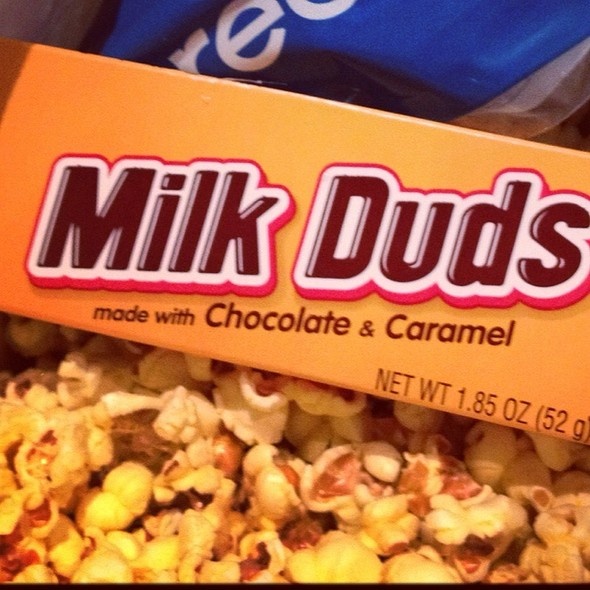 Milk Duds
made with Chocolate & Caramel
NET WT 1.85 OZ (52 g)